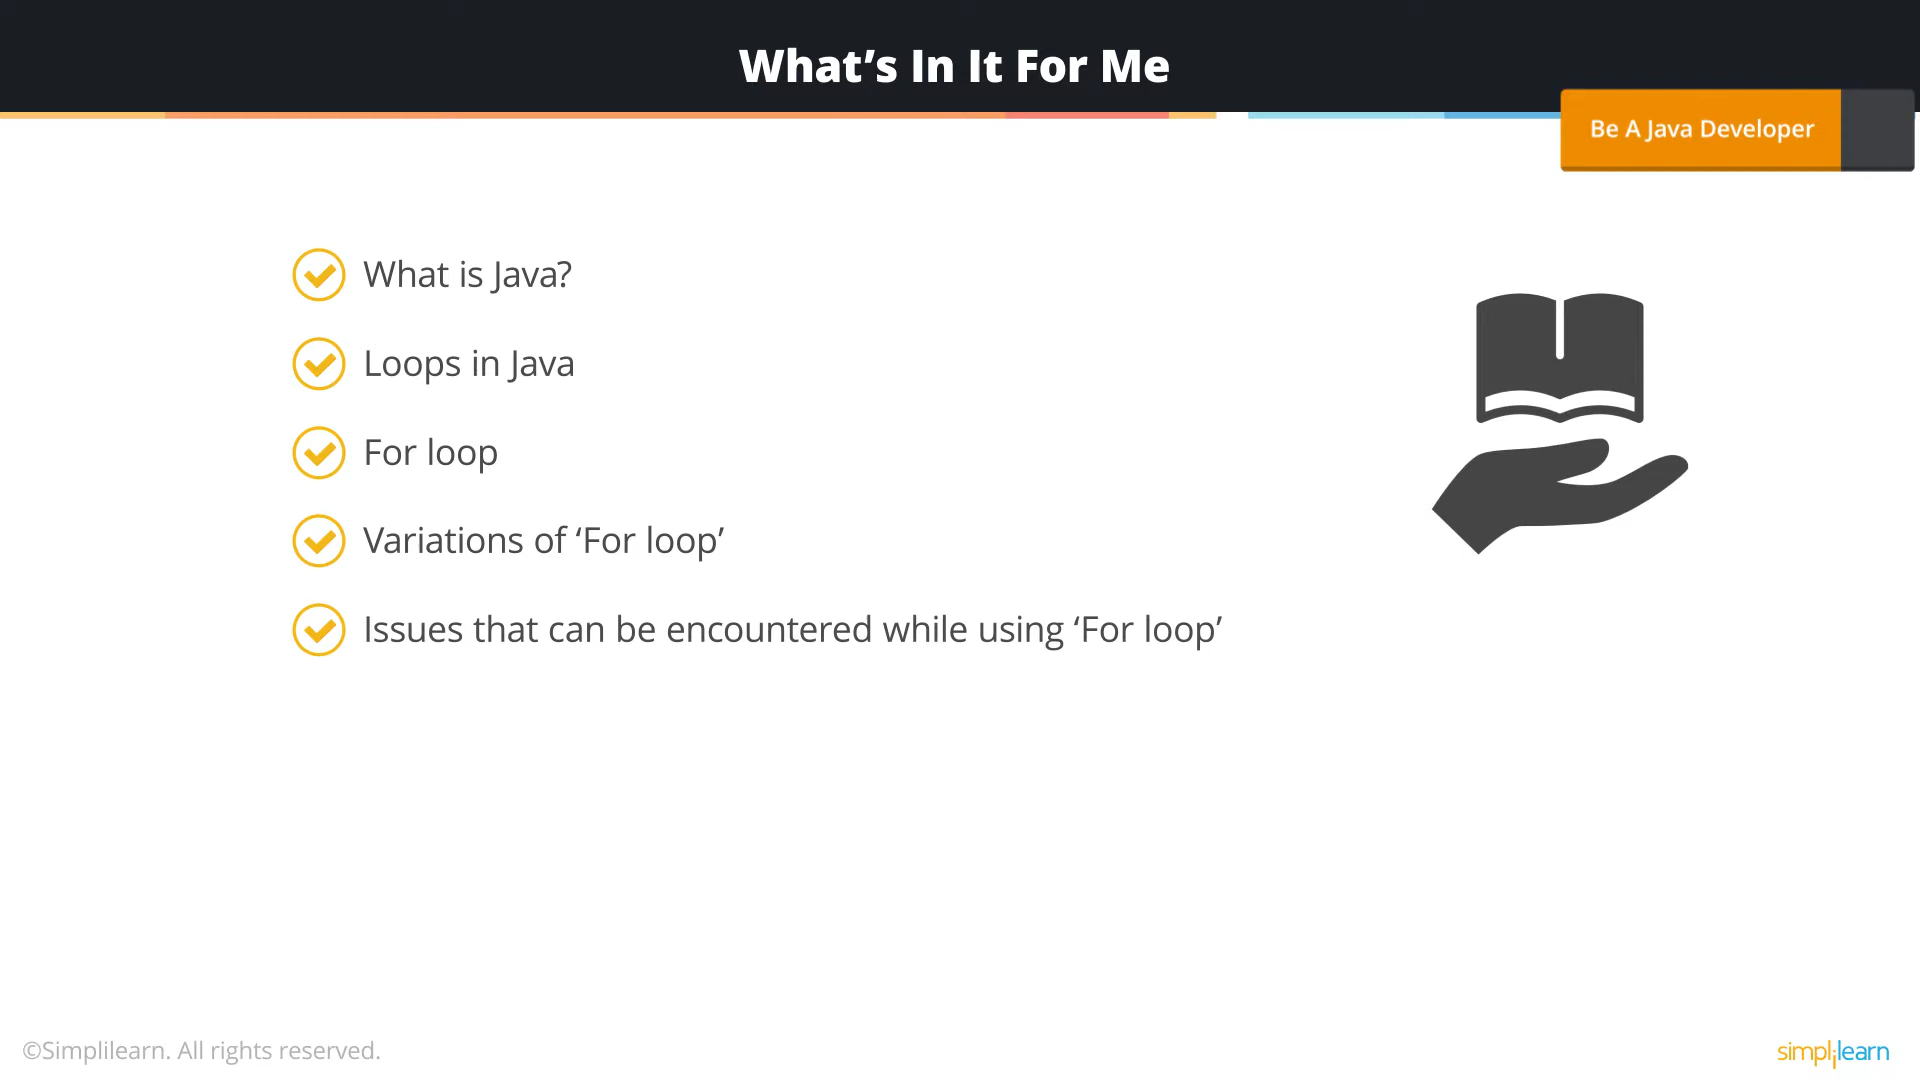 What’s In It For Me
Be A Java Developer
What is Java?
Loops in Java
For loop
Variations of ‘For loop’
Issues that can be encountered while using ‘For loop’
©Simplilearn. All rights reserved.
simplilearn